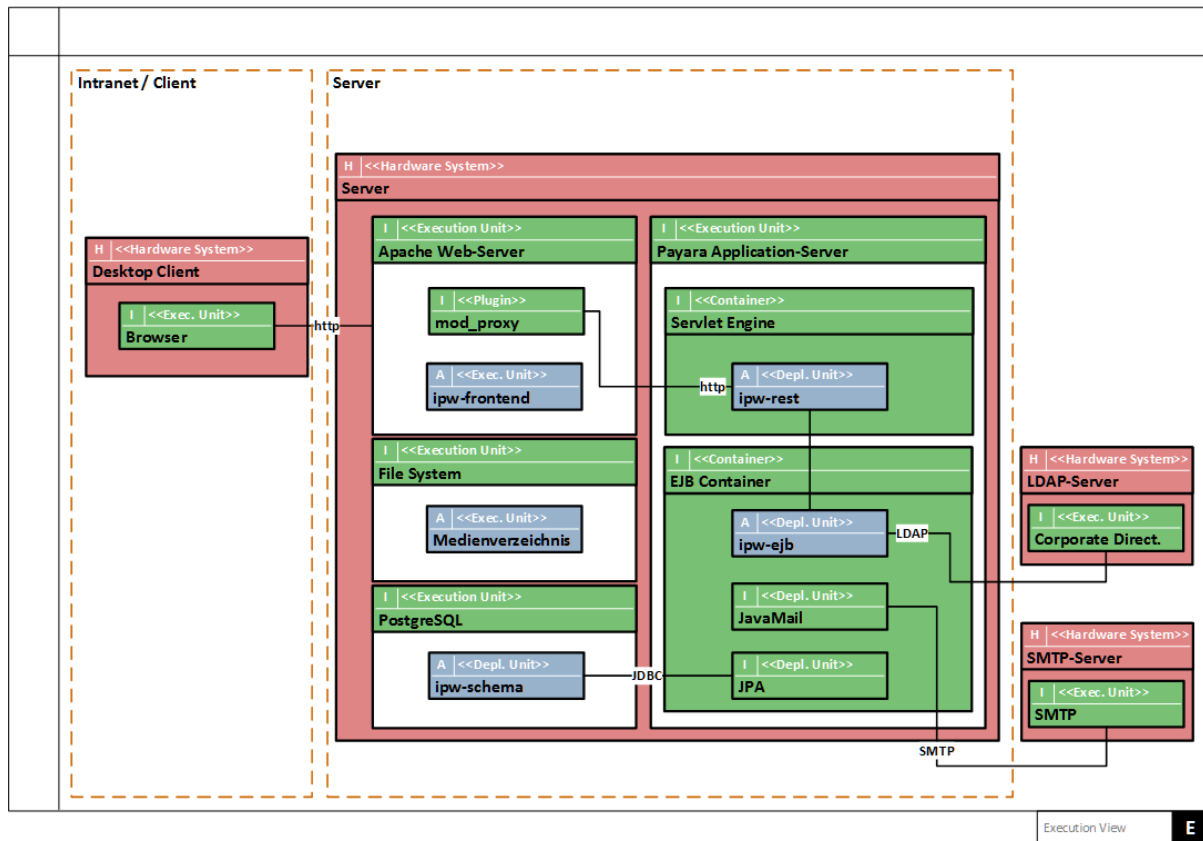 Intranet / Client
Server
H <<Hardware System>>
Server
I <<Execution Unit>>
Apache Web-Server
I <<Execution Unit>>
Payara Application-Server
H <<Hardware System>>
Desktop Client
I <<Exec. Unit>>
Browser
http
I <<Plugin>>
mod_proxy
I <<Container>>
Servlet Engine
A <<Exec. Unit>>
ipw-frontend
http
A <<Depl. Unit>>
ipw-rest
I <<Execution Unit>>
File System
A <<Exec. Unit>>
Medienverzeichnis
I <<Container>>
EJB Container
A <<Depl. Unit>>
ipw-ejb
LDAP
H <<Hardware System>>
LDAP-Server
I <<Exec. Unit>>
Corporate Direct.
I <<Execution Unit>>
PostgreSQL
A <<Depl. Unit>>
ipw-schema
JDBC
I <<Depl. Unit>>
JavaMail
I <<Depl. Unit>>
JPA
H <<Hardware System>>
SMTP-Server
I <<Exec. Unit>>
SMTP
SMTP
Execution View
E